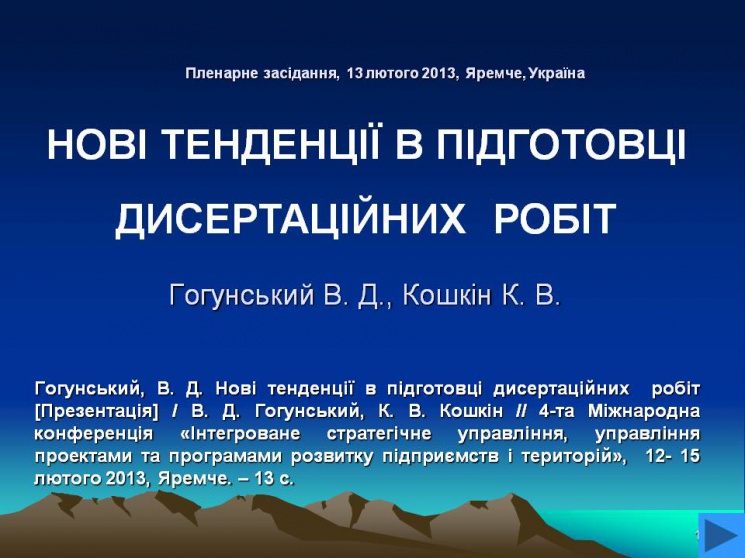 Пленарне засідання, 13 лютого 2013, Яремче, Україна
НОВІ ТЕНДЕНЦІЇ В ПІДГОТОВЦІ
ДИСЕРТАЦІЙНИХ РОБІТ
Гогунський В. Д., Кошкін К. В.
Гогунський, В. Д. Нові тенденції в підготовці дисертаційних робіт
[Презентація] / В. Д. Гогунський, К. В. Кошкін // 4-та Міжнародна
конференція «Інтегроване стратегічне управління, управління
проектами та програмами розвитку підприємств і територій», 12- 15
лютого 2013, Яремче. – 13 с.